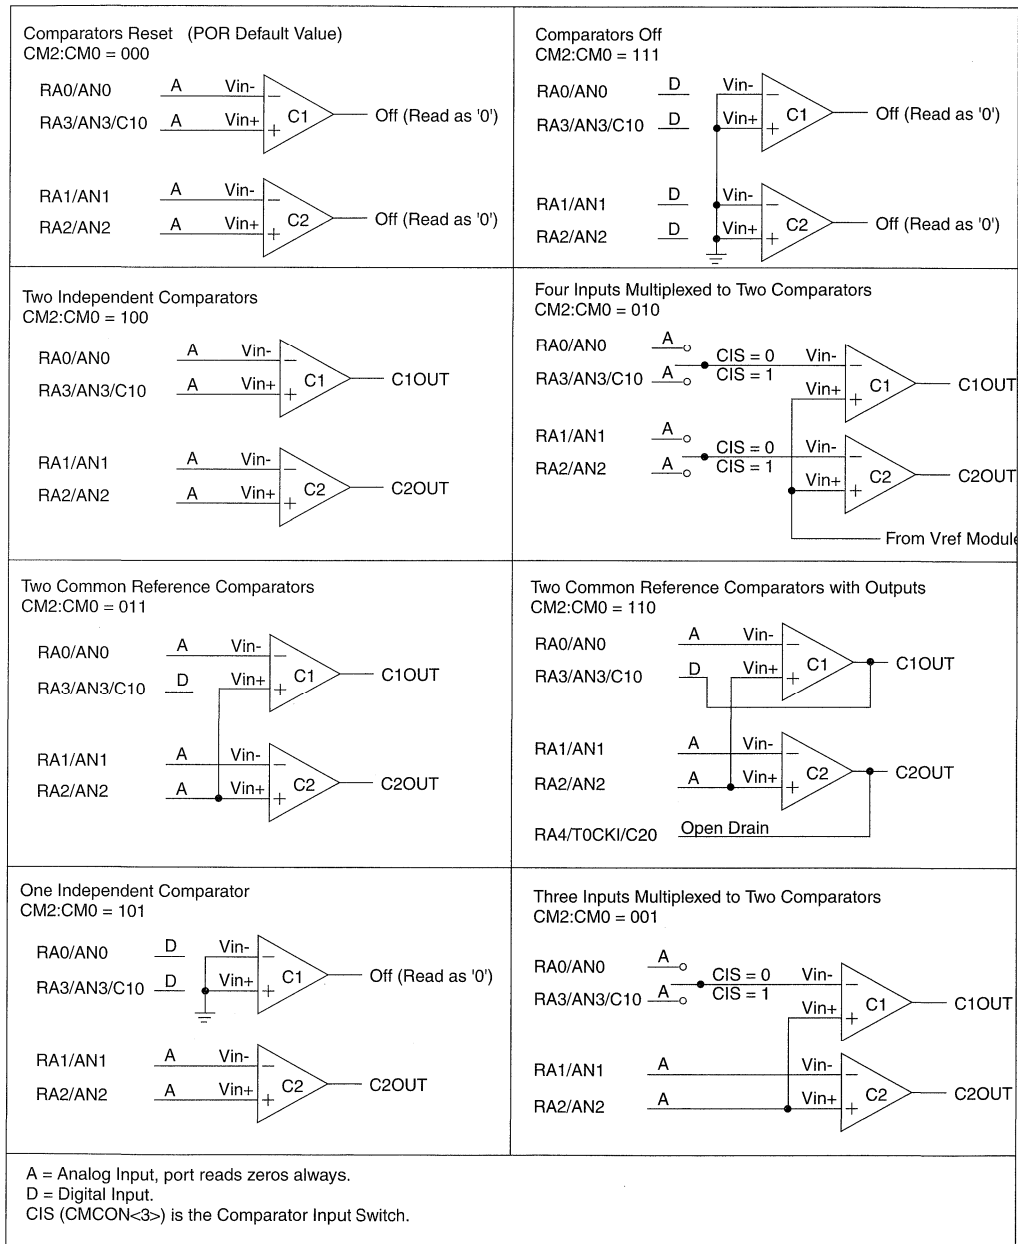 Comparators Reset (POR Default Value)
CM2:CM0 = 000
RA0/AN0 A Vin- −
RA3/AN3/C10 A Vin+ + C1 Off (Read as '0')
RA1/AN1 A Vin- −
RA2/AN2 A Vin+ + C2 Off (Read as '0')
Comparators Off
CM2:CM0 = 111
RA0/AN0 D Vin- −
RA3/AN3/C10 D Vin+ + C1 Off (Read as '0')
RA1/AN1 D Vin- −
RA2/AN2 D Vin+ + C2 Off (Read as '0')
Two Independent Comparators
CM2:CM0 = 100
RA0/AN0 A Vin- −
RA3/AN3/C10 A Vin+ + C1 C1OUT
RA1/AN1 A Vin- −
RA2/AN2 A Vin+ + C2 C2OUT
Four Inputs Multiplexed to Two Comparators
CM2:CM0 = 010
RA0/AN0 A CIS = 0 Vin- −
RA3/AN3/C10 A CIS = 1 Vin+ + C1 C1OUT
RA1/AN1 A CIS = 0 Vin- −
RA2/AN2 A CIS = 1 Vin+ + C2 C2OUT
From Vref Module
Two Common Reference Comparators
CM2:CM0 = 011
RA0/AN0 A Vin- −
RA3/AN3/C10 D Vin+ + C1 C1OUT
RA1/AN1 A Vin- −
RA2/AN2 A Vin+ + C2 C2OUT
Two Common Reference Comparators with Outputs
CM2:CM0 = 110
RA0/AN0 A Vin- −
RA3/AN3/C10 D Vin+ + C1 C1OUT
RA1/AN1 A Vin- −
RA2/AN2 A Vin+ + C2 C2OUT
RA4/T0CKI/C20 Open Drain
One Independent Comparator
CM2:CM0 = 101
RA0/AN0 D Vin- −
RA3/AN3/C10 D Vin+ + C1 Off (Read as '0')
RA1/AN1 A Vin- −
RA2/AN2 A Vin+ + C2 C2OUT
Three Inputs Multiplexed to Two Comparators
CM2:CM0 = 001
RA0/AN0 A CIS = 0 Vin- −
RA3/AN3/C10 A CIS = 1 Vin+ + C1 C1OUT
RA1/AN1 A Vin- −
RA2/AN2 A Vin+ + C2 C2OUT
A = Analog Input, port reads zeros always.
D = Digital Input.
CIS (CMCON<3>) is the Comparator Input Switch.